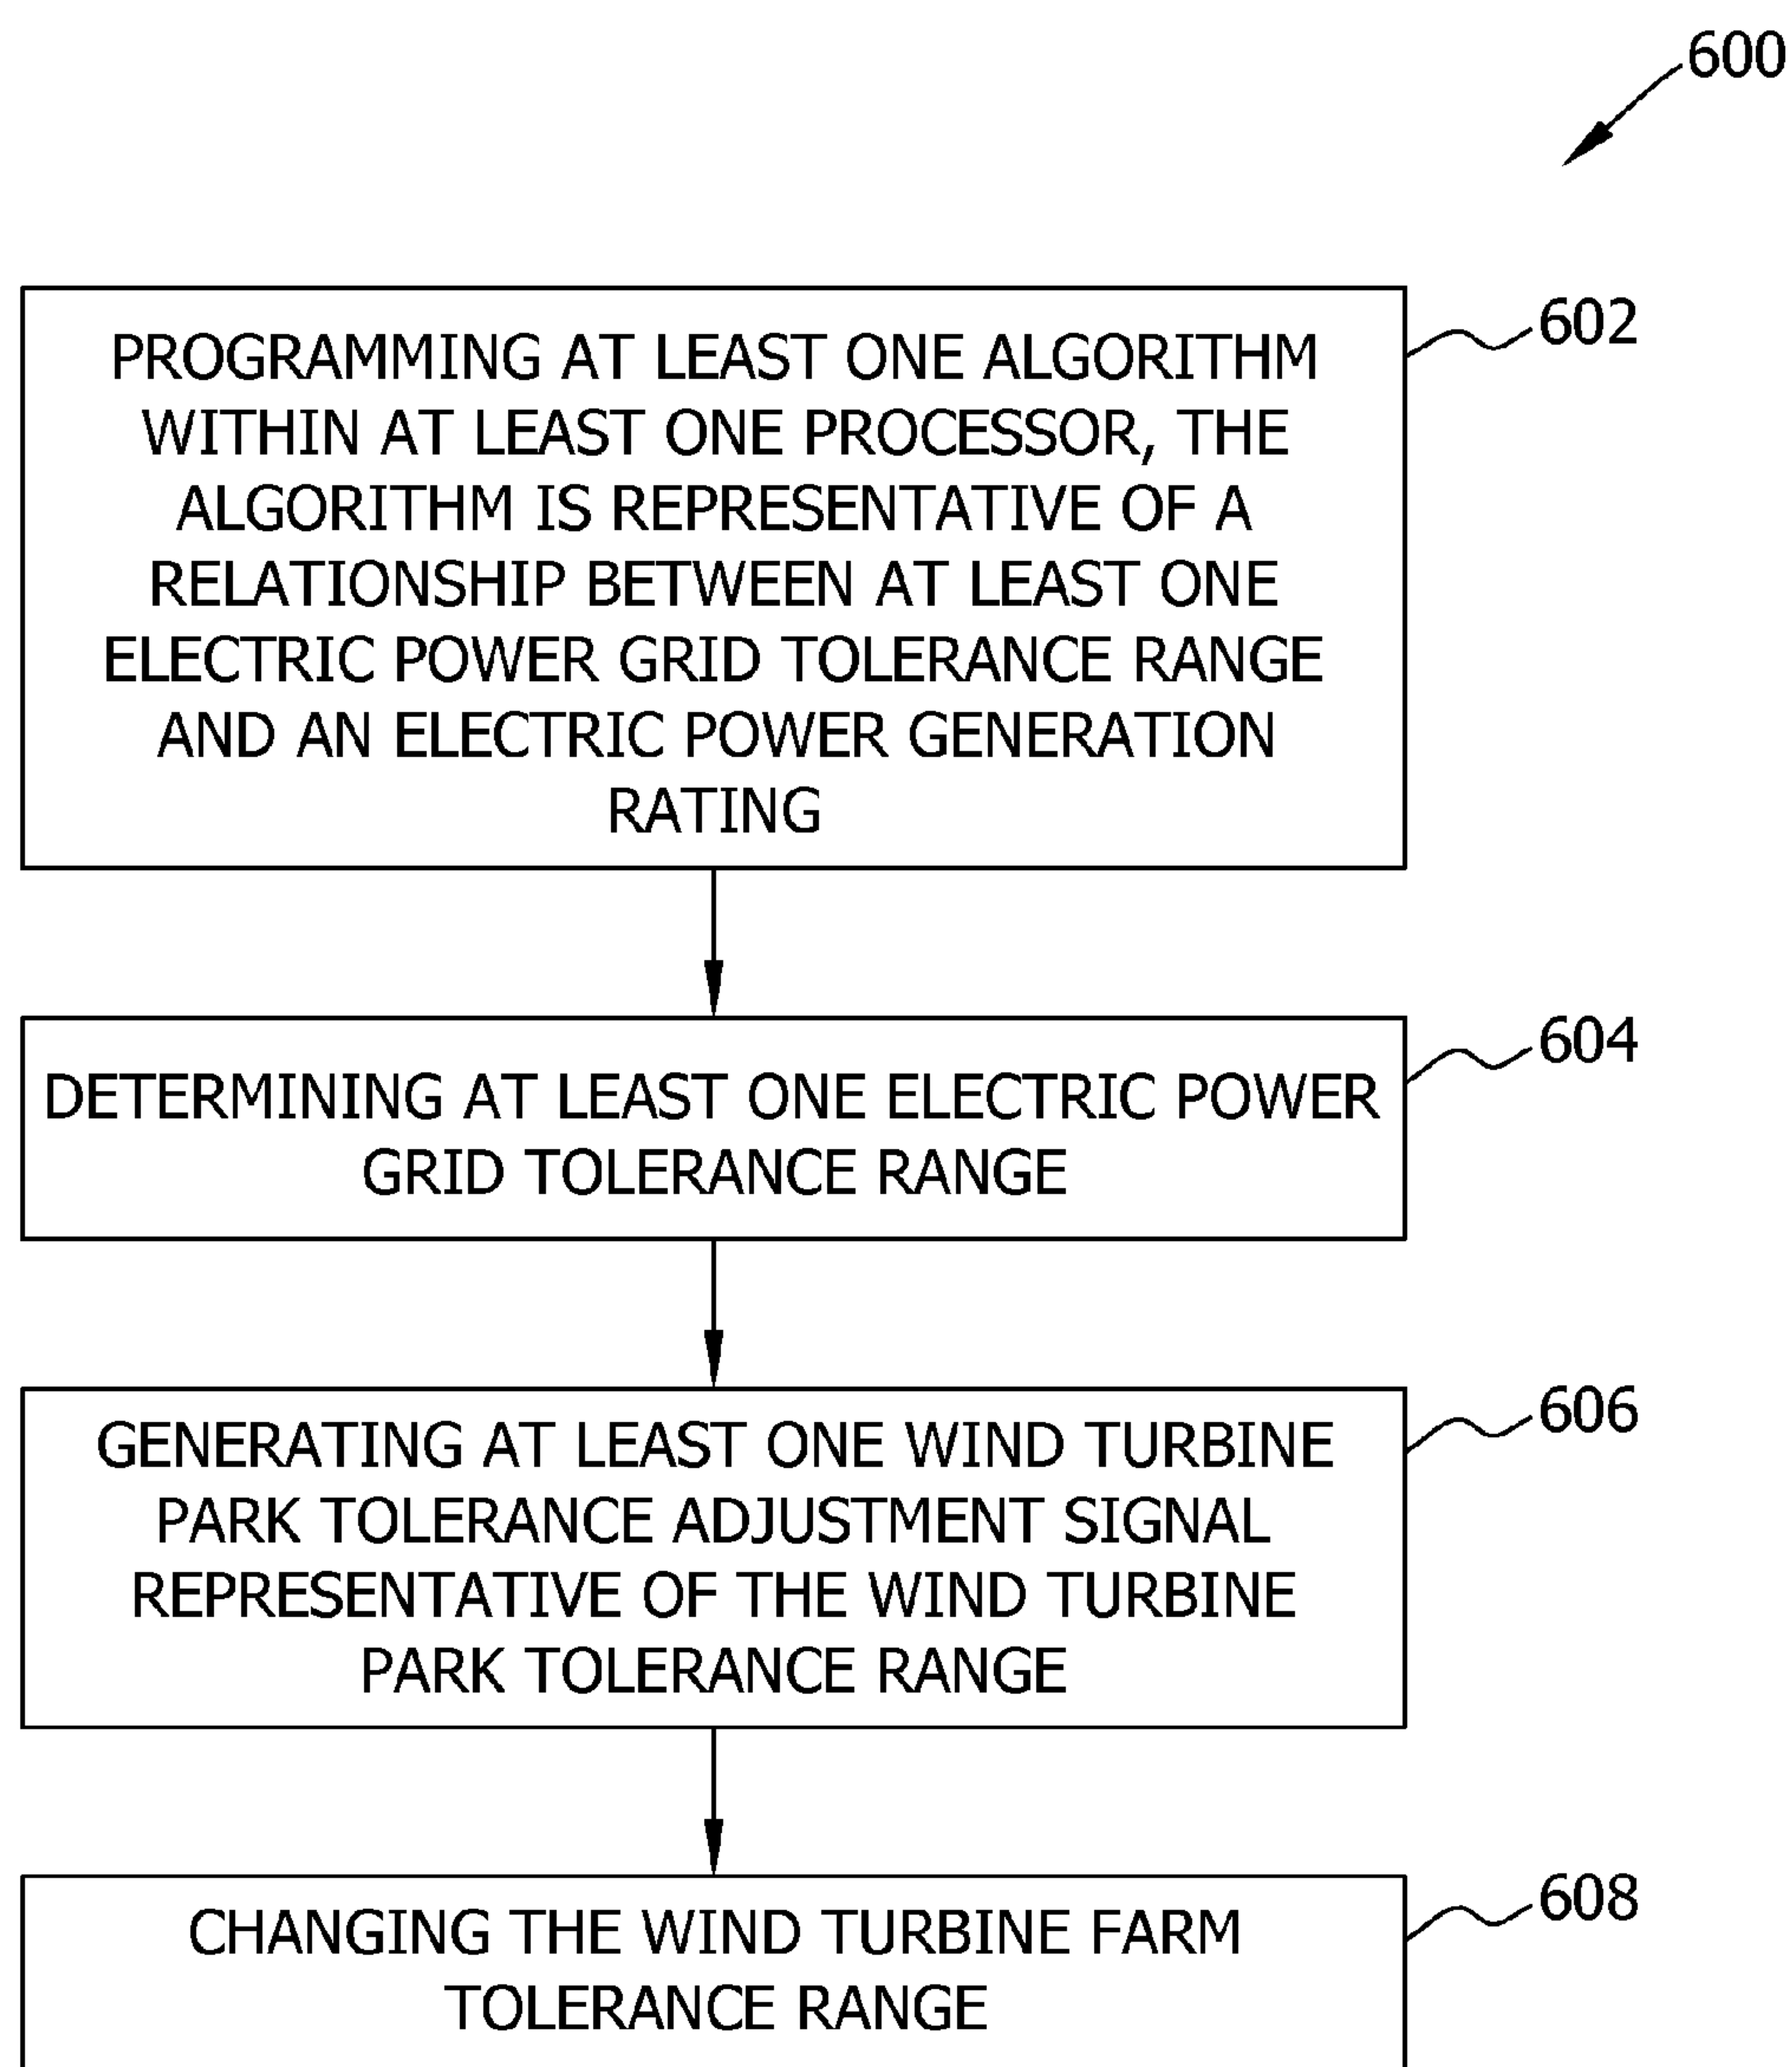 600
602
PROGRAMMING AT LEAST ONE ALGORITHM
WITHIN AT LEAST ONE PROCESSOR, THE
ALGORITHM IS REPRESENTATIVE OF A
RELATIONSHIP BETWEEN AT LEAST ONE
ELECTRIC POWER GRID TOLERANCE RANGE
AND AN ELECTRIC POWER GENERATION
RATING
604
DETERMINING AT LEAST ONE ELECTRIC POWER
GRID TOLERANCE RANGE
606
GENERATING AT LEAST ONE WIND TURBINE
PARK TOLERANCE ADJUSTMENT SIGNAL
REPRESENTATIVE OF THE WIND TURBINE
PARK TOLERANCE RANGE
608
CHANGING THE WIND TURBINE FARM
TOLERANCE RANGE